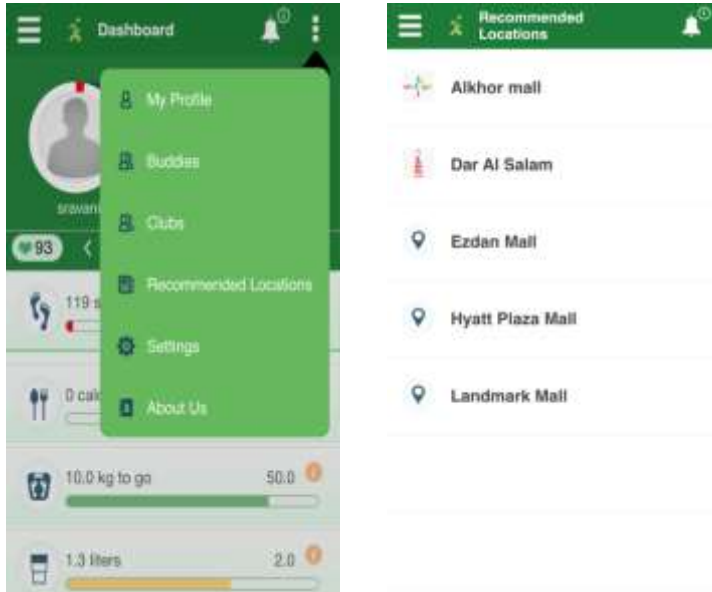 Dashboard
My Profile
Buddies
sravani
Clubs
93
Recommended Locations
119 s
Settings
0 calo
About Us
10.0 kg to go 50.0
1.3 liters 2.0
Recommended
Locations
Alkhor mall
Dar Al Salam
Ezdan Mall
Hyatt Plaza Mall
Landmark Mall